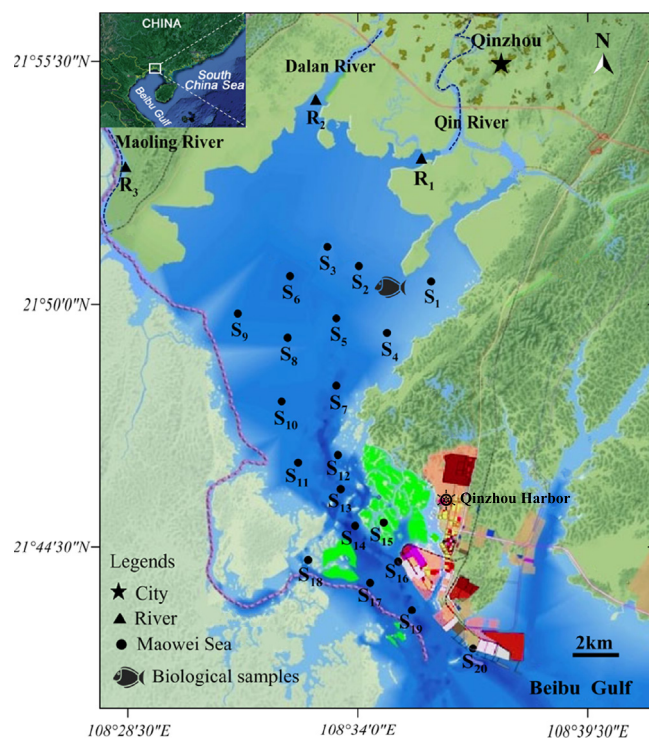 CHINA
South
China Sea
Beibu Gulf
21°55'30"N
Qinzhou
N
Dalan River
R2
Qin River
Maoling River
R3
R1
S3
S2
S6
S1
21°50'0"N
S9
S5
S4
S8
S7
S10
S12
S11
S13
Qinzhou Harbor
S14
S15
21°44'30"N
Legends
S18
S16
City
S17
River
S19
Maowei Sea
2km
S20
Biological samples
Beibu Gulf
108°28'30"E
108°34'0"E
108°39'30"E